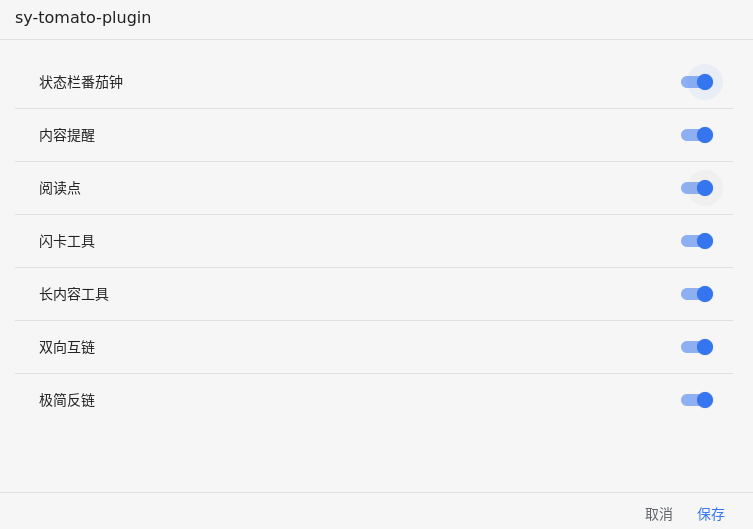 sy-tomato-plugin
状态栏番茄钟
内容提醒
阅读点
闪卡工具
长内容工具
双向互链
极简反链
取消 保存